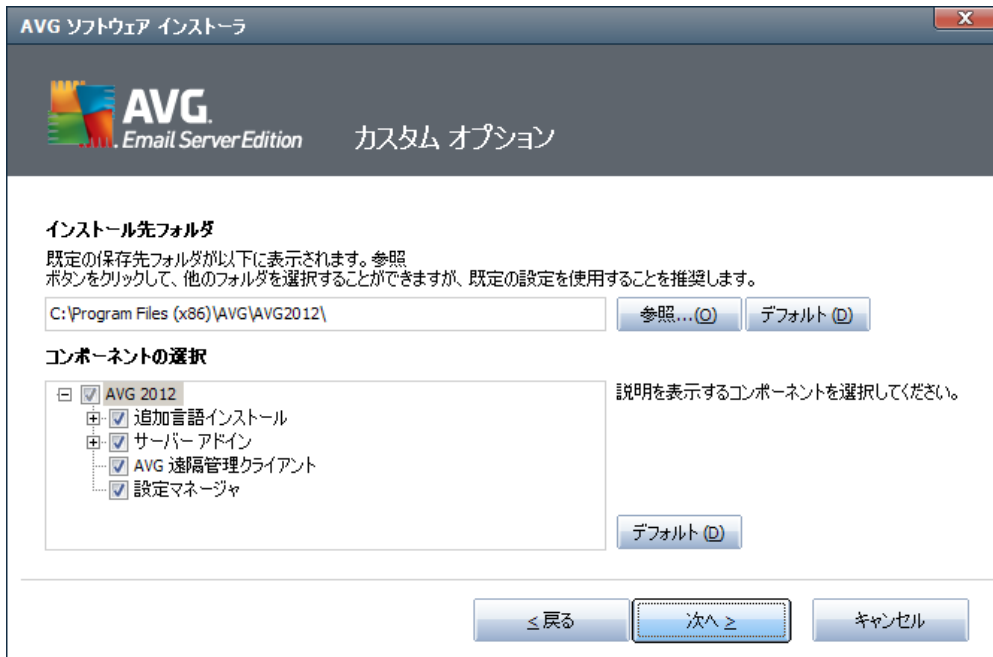 AVG ソフトウェア インストーラ
AVG.
Email Server Edition
カスタム オプション
インストール先フォルダ
既定の保存先フォルダが以下に表示されます。参照
ボタンをクリックして、他のフォルダを選択することができますが、既定の設定を使用することを推奨します。
C:\Program Files (x86)\AVG\AVG2012\
参照...(O)
デフォルト (D)
コンポーネントの選択
AVG 2012
追加言語インストール
サーバー アドイン
AVG 遠隔管理クライアント
設定マネージャ
説明を表示するコンポーネントを選択してください。
デフォルト (D)
≤ 戻る
次へ ≥
キャンセル